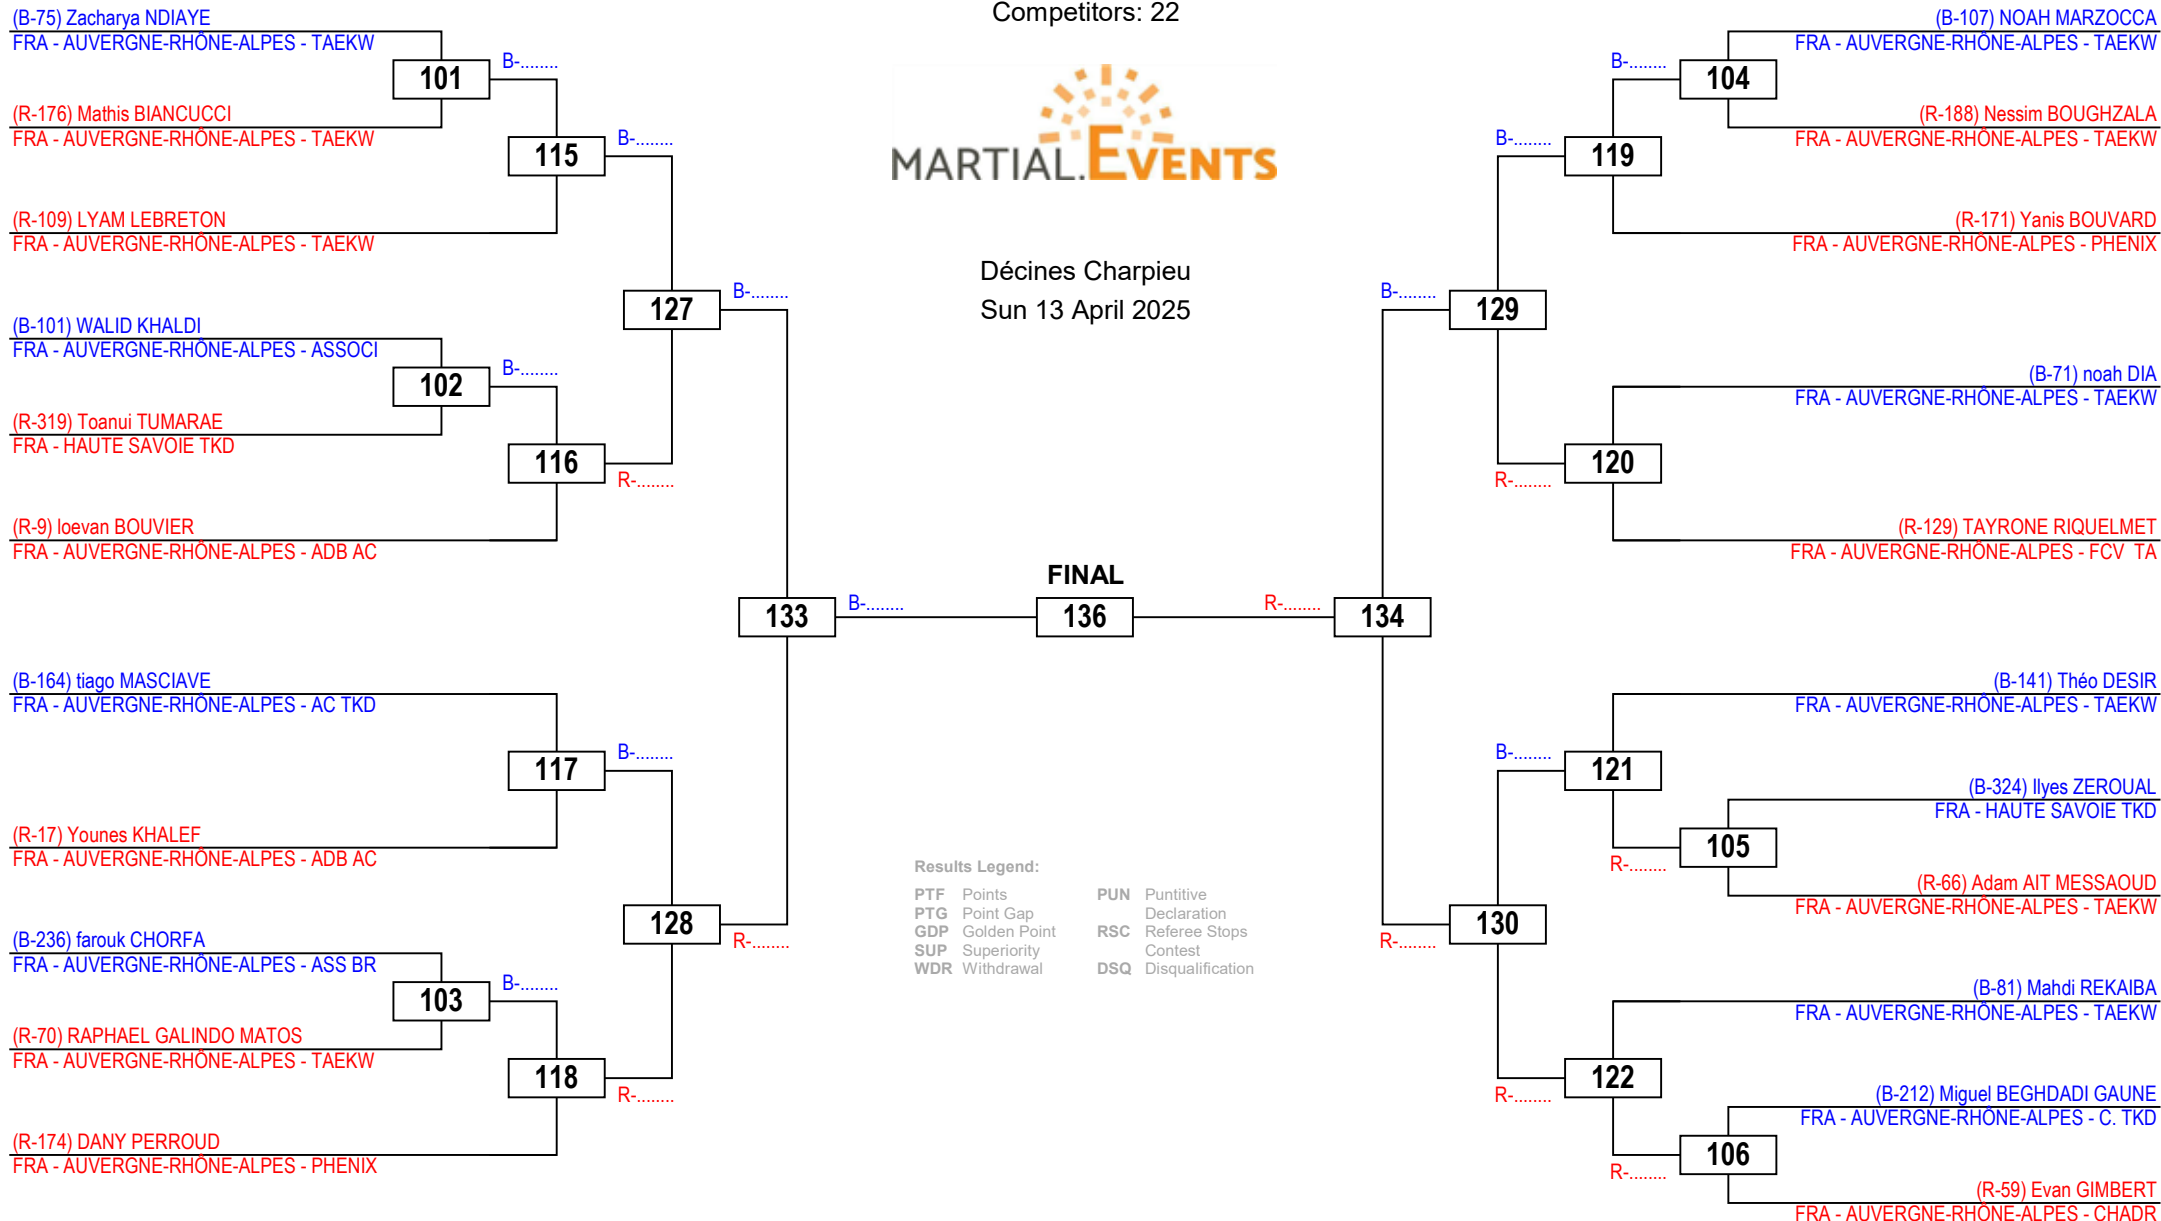 Competitors: 22
MARTIAL.EVENTS
Décines Charpieu
Sun 13 April 2025
(B-75) Zacharya NDIAYE
FRA - AUVERGNE-RHÔNE-ALPES - TAEKW
101
B-........
(R-176) Mathis BIANCUCCI
FRA - AUVERGNE-RHÔNE-ALPES - TAEKW
115
B-........
(R-109) LYAM LEBRETON
FRA - AUVERGNE-RHÔNE-ALPES - TAEKW
127
B-........
(B-101) WALID KHALDI
FRA - AUVERGNE-RHÔNE-ALPES - ASSOCI
102
B-........
(R-319) Toanui TUMARAE
FRA - HAUTE SAVOIE TKD
116
R-........
(R-9) loevan BOUVIER
FRA - AUVERGNE-RHÔNE-ALPES - ADB AC
133
B-........
(B-164) tiago MASCIAVE
FRA - AUVERGNE-RHÔNE-ALPES - AC TKD
117
B-........
(R-17) Younes KHALEF
FRA - AUVERGNE-RHÔNE-ALPES - ADB AC
128
R-........
(B-236) farouk CHORFA
FRA - AUVERGNE-RHÔNE-ALPES - ASS BR
103
B-........
(R-70) RAPHAEL GALINDO MATOS
FRA - AUVERGNE-RHÔNE-ALPES - TAEKW
118
R-........
(R-174) DANY PERROUD
FRA - AUVERGNE-RHÔNE-ALPES - PHENIX
FINAL
136
(B-107) NOAH MARZOCCA
FRA - AUVERGNE-RHÔNE-ALPES - TAEKW
B-........
104
(R-188) Nessim BOUGHZALA
FRA - AUVERGNE-RHÔNE-ALPES - TAEKW
B-........
119
(R-171) Yanis BOUVARD
FRA - AUVERGNE-RHÔNE-ALPES - PHENIX
B-........
129
(B-71) noah DIA
FRA - AUVERGNE-RHÔNE-ALPES - TAEKW
120
R-........
(R-129) TAYRONE RIQUELMET
FRA - AUVERGNE-RHÔNE-ALPES - FCV TA
R-........
134
(B-141) Théo DESIR
FRA - AUVERGNE-RHÔNE-ALPES - TAEKW
B-........
121
(B-324) Ilyes ZEROUAL
FRA - HAUTE SAVOIE TKD
105
R-........
(R-66) Adam AIT MESSAOUD
FRA - AUVERGNE-RHÔNE-ALPES - TAEKW
130
R-........
(B-81) Mahdi REKAIBA
FRA - AUVERGNE-RHÔNE-ALPES - TAEKW
122
R-........
(B-212) Miguel BEGHDADI GAUNE
FRA - AUVERGNE-RHÔNE-ALPES - C. TKD
106
R-........
(R-59) Evan GIMBERT
FRA - AUVERGNE-RHÔNE-ALPES - CHADR
Results Legend:
PTF Points
PTG Point Gap
GDP Golden Point
SUP Superiority
WDR Withdrawal
PUN Puntitive
Declaration
RSC Referee Stops
Contest
DSQ Disqualification